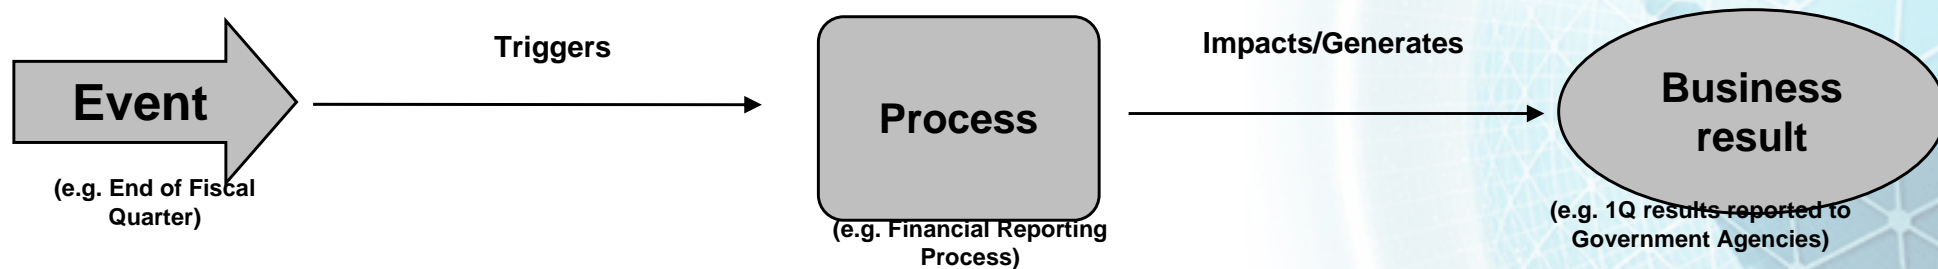 Event
(e.g. End of Fiscal
Quarter)
Triggers
Process
(e.g. Financial Reporting
Process)
Impacts/Generates
Business
result
(e.g. 1Q results reported to
Government Agencies)